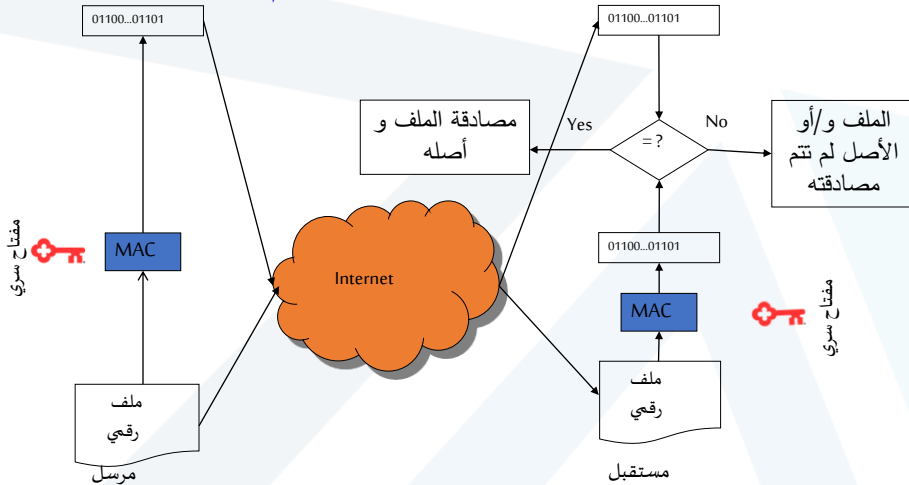 01100...01101
01100...01101
مصادقة الملف و
أصله
Yes
= ?
No
الملف و/أو
الأصل لم تتم
مصادقته
مفتاح سري
MAC
Internet
01100...01101
MAC
مفتاح سري
ملف
رقمي
ملف
رقمي
مرسل
مستقبل